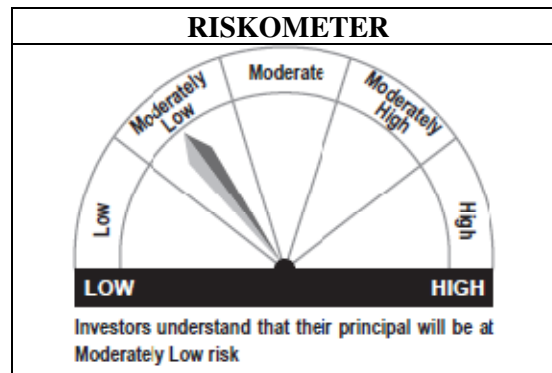 RISKOMETER
Low
Moderately
Low
Moderate
Moderately
High
High
LOW HIGH
Investors understand that their principal will be at
Moderately Low risk